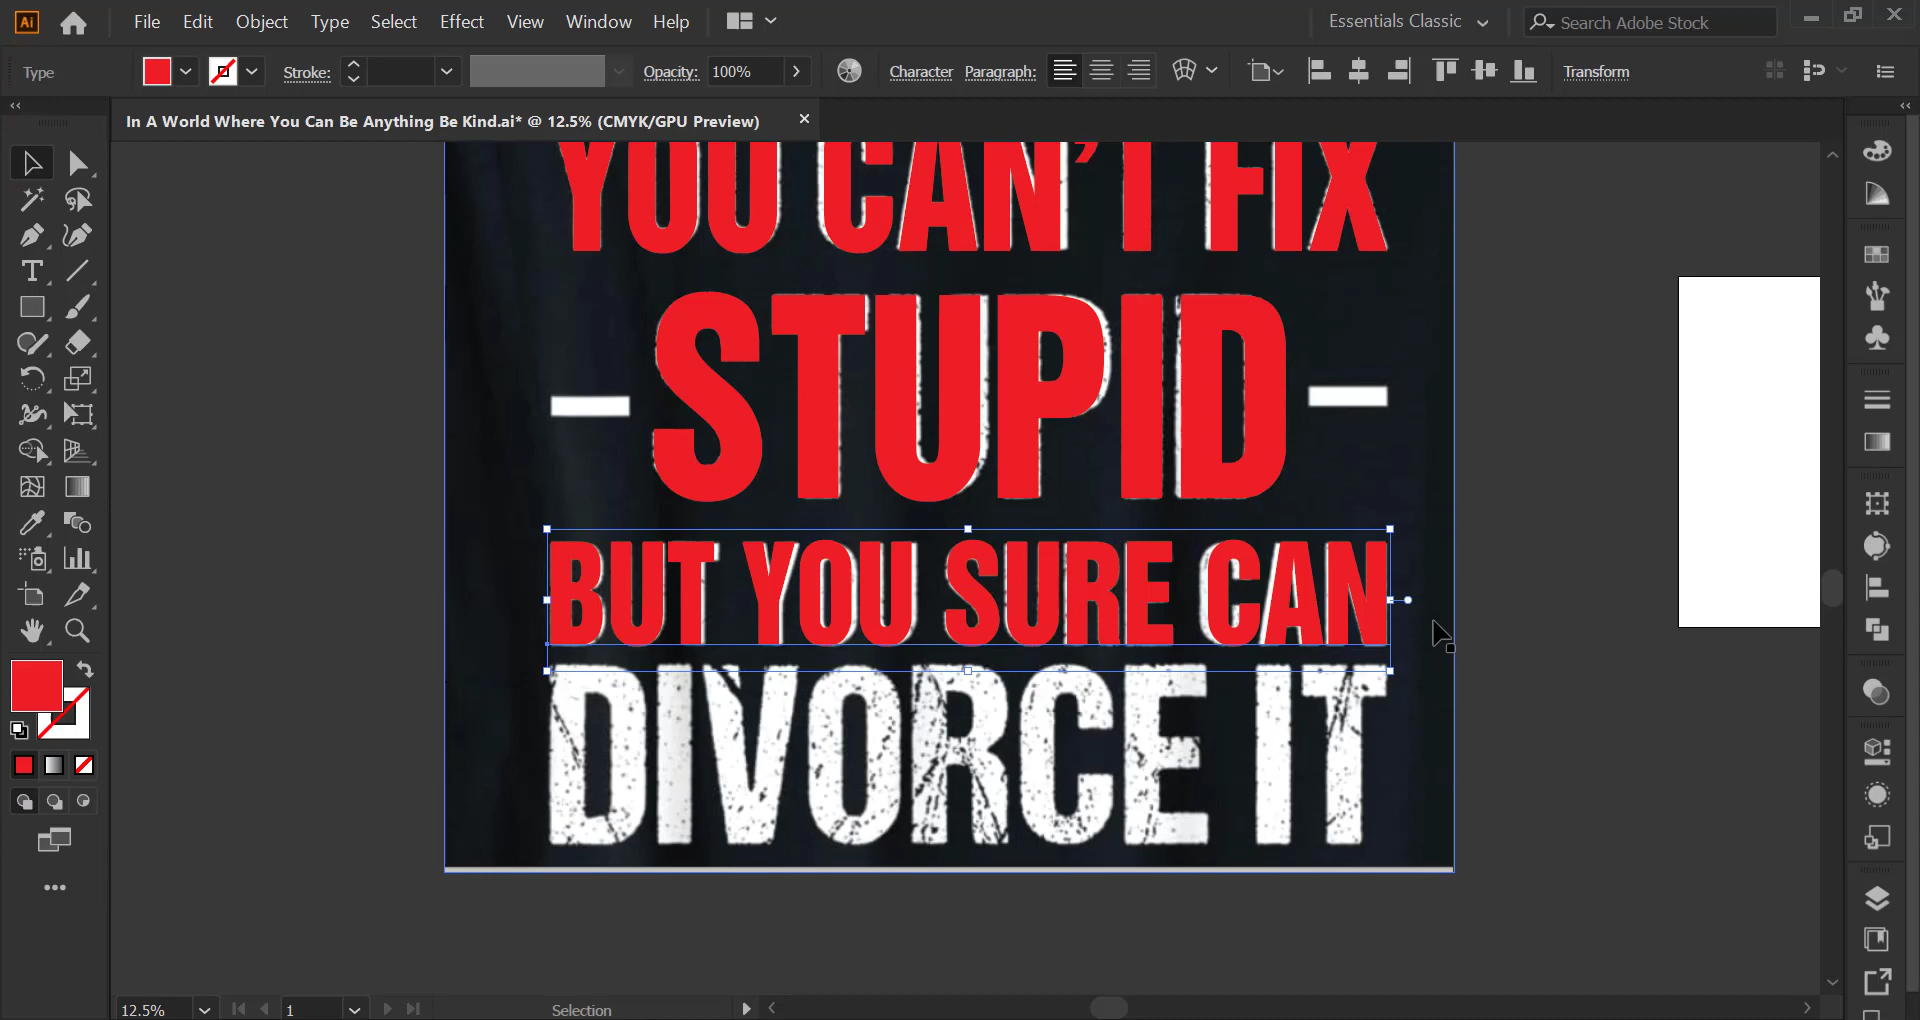 File Edit Object Type Select Effect View Window Help
Essentials Classic
Search Adobe Stock
Type
Stroke:
Opacity: 100%
Character Paragraph:
Transform
In A World Where You Can Be Anything Be Kind.ai* @ 12.5% (CMYK/GPU Preview)
YOU CAN'T FIX
-STUPID-
BUT YOU SURE CAN
DIVORCE IT
12.5%
1
Selection